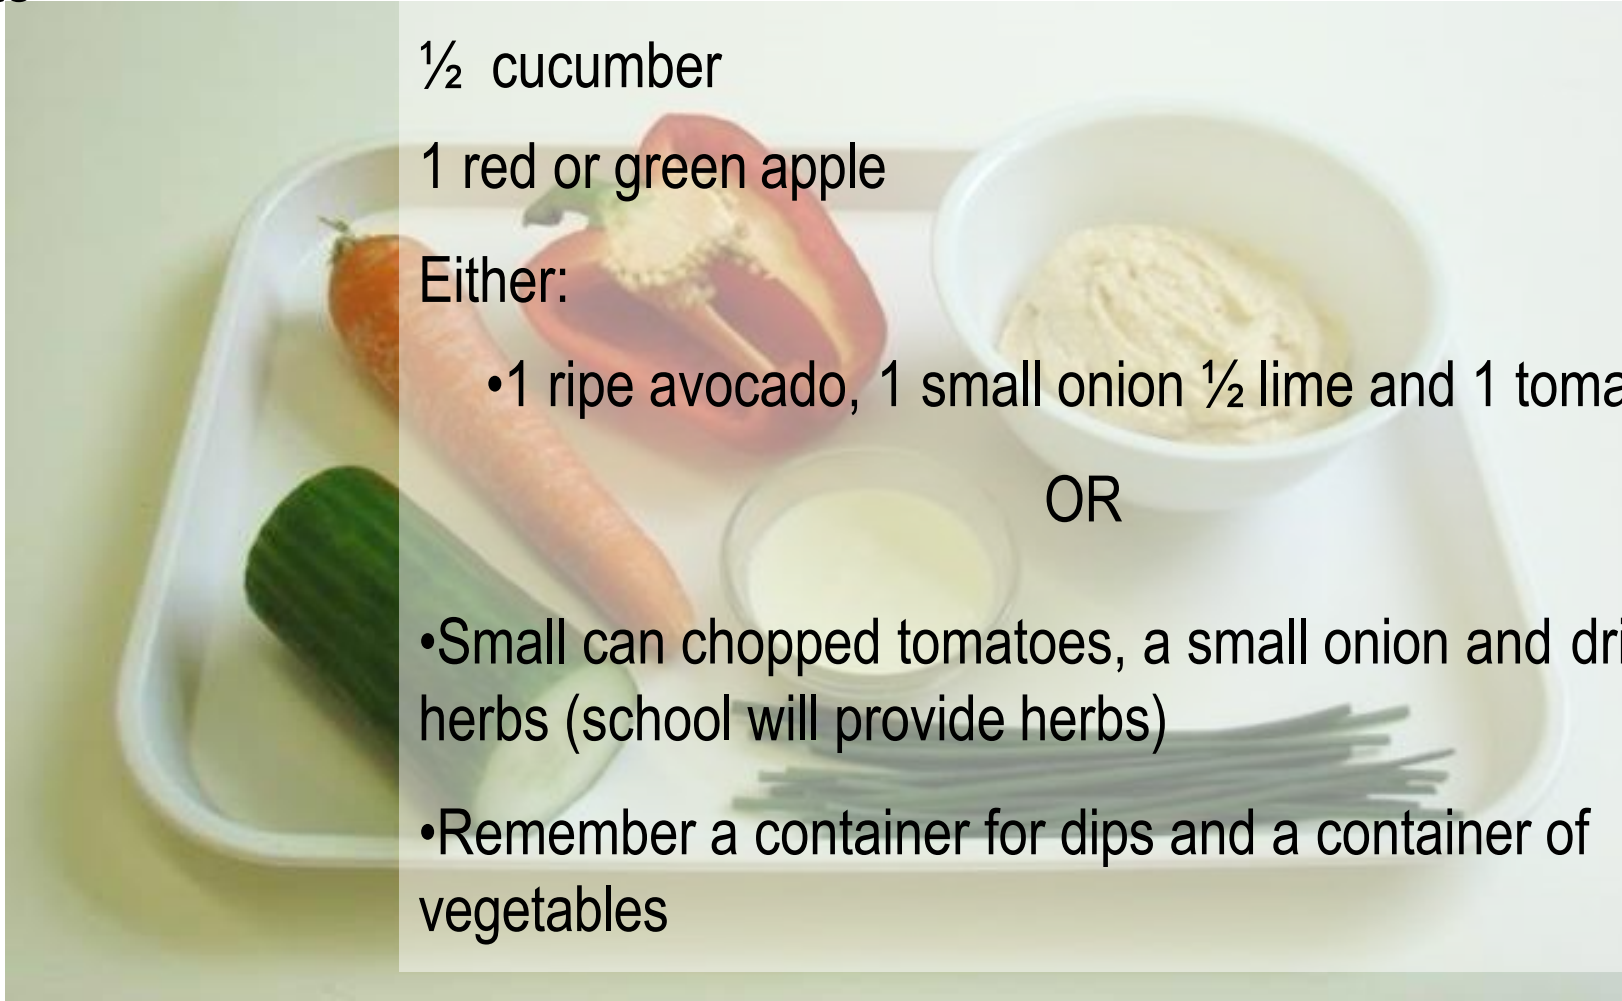 ½ cucumber
1 red or green apple
Either:
•1 ripe avocado, 1 small onion ½ lime and 1
OR
•Small can chopped tomatoes, a small onion and
herbs (school will provide herbs)
•Remember a container for dips and a container of
vegetables